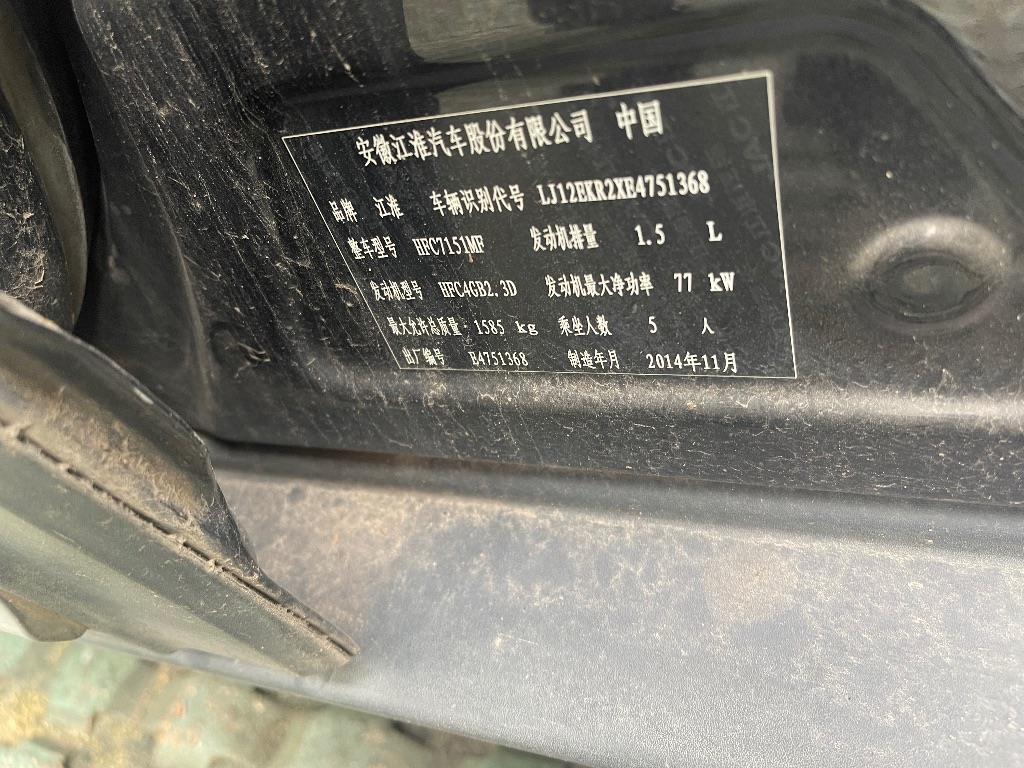 安徽江淮汽车股份有限公司 中国
品牌 江淮 车辆识别代号 LJ12EKR2XE4751368
整车型号 HFC7151MF 发动机排量 1.5 L
发动机型号 HFC4GB2.3D 发动机最大净功率 77 kW
最大允许总质量 1585 kg 乘坐人数 5 人
出厂编号 E4751368 制造年月 2014年11月